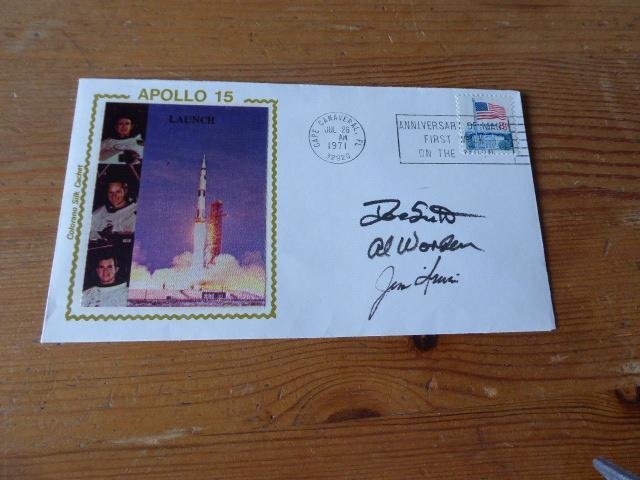 APOLLO 15
LAUNCH
Colorano Silk Cachet
CAPE CANAVERAL, FL
JUL 26
AM
1971
32920
ANNIVERSARY OF MAN'S
FIRST
ON THE
Dave Scott
Al Worden
Jim Irwin